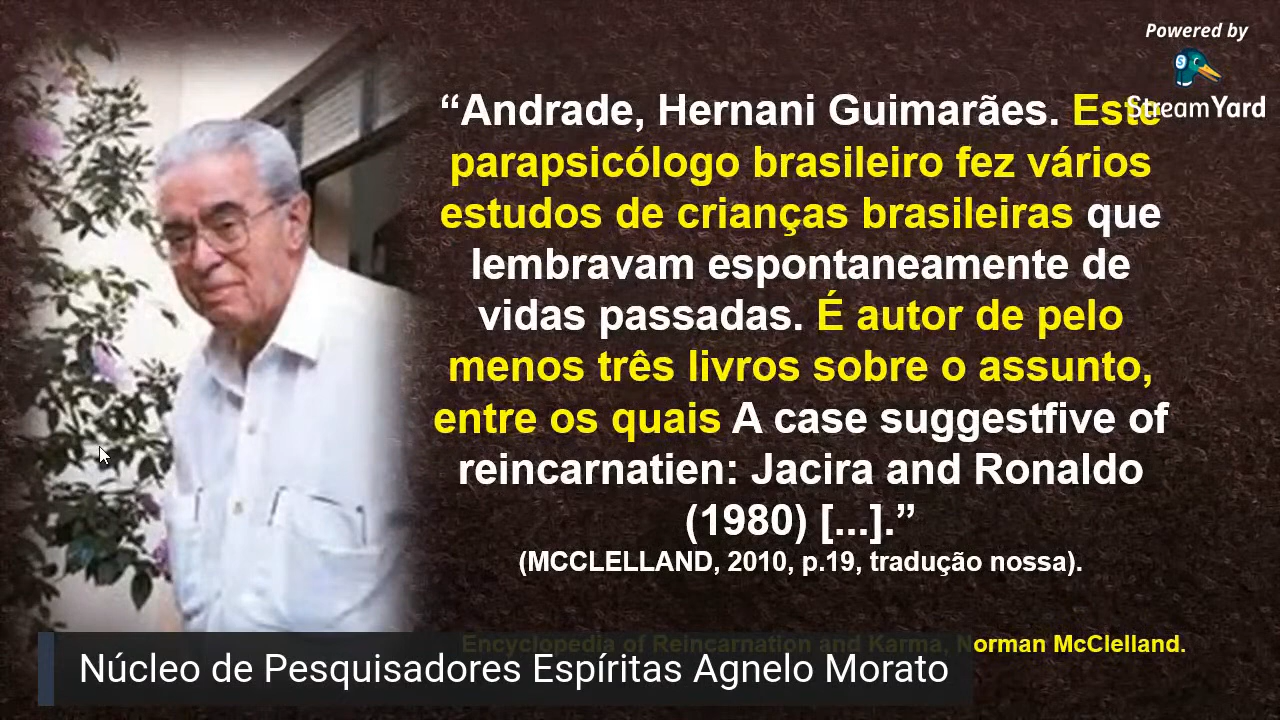 Powered by
StreamYard
“Andrade, Hernani Guimarães. Este
parapsicólogo brasileiro fez vários
estudos de crianças brasileiras que
lembravam espontaneamente de
vidas passadas. É autor de pelo
menos três livros sobre o assunto,
entre os quais A case suggestfive of
reincarnatien: Jacira and Ronaldo
(1980) [...].”
(MCCLELLAND, 2010, p.19, tradução nossa).
Encyclopedia of Reincarnation and Karma, Norman McClelland.
Núcleo de Pesquisadores Espíritas Agnelo Morato